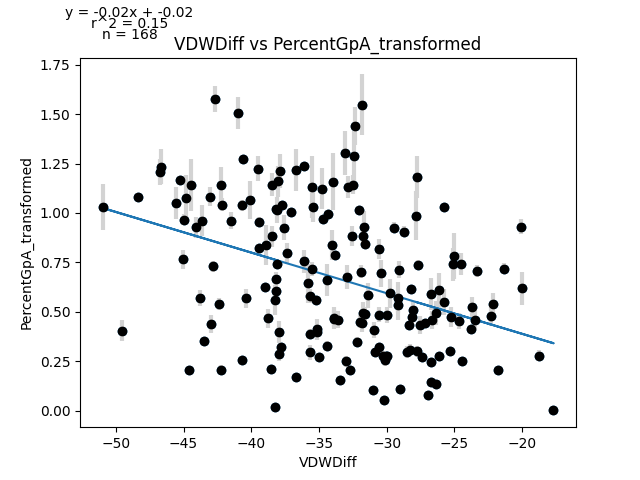 y = -0.02x + -0.02
r^2 = 0.15
n = 168
VDWDiff vs PercentGpA_transformed
1.75
1.50
1.25
1.00
0.75
0.50
0.25
0.00
PercentGpA_transformed
−50 −45 −40 −35 −30 −25 −20
VDWDiff